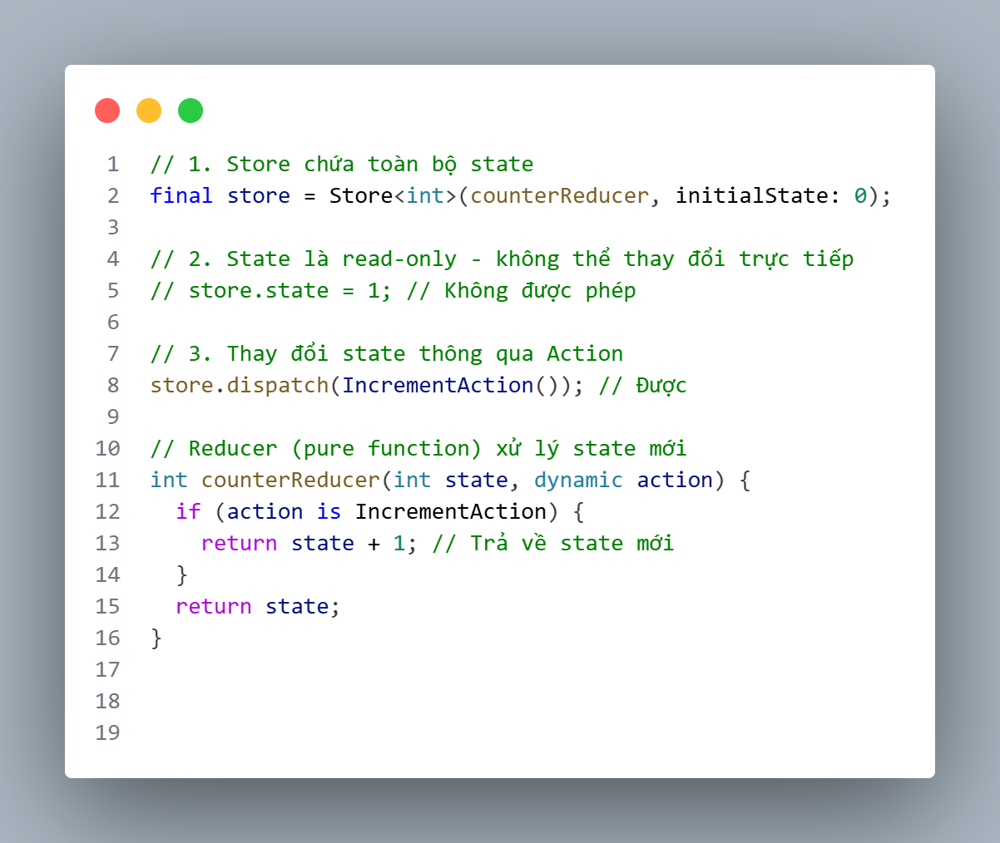 1 // 1. Store chứa toàn bộ state
2 final store = Store<int>(counterReducer, initialState: 0);
3
4 // 2. State là read-only - không thể thay đổi trực tiếp
5 // store.state = 1; // Không được phép
6
7 // 3. Thay đổi state thông qua Action
8 store.dispatch(IncrementAction()); // Được
9
10 // Reducer (pure function) xử lý state mới
11 int counterReducer(int state, dynamic action) {
12   if (action is IncrementAction) {
13     return state + 1; // Trả về state mới
14   }
15   return state;
16 }
17
18
19